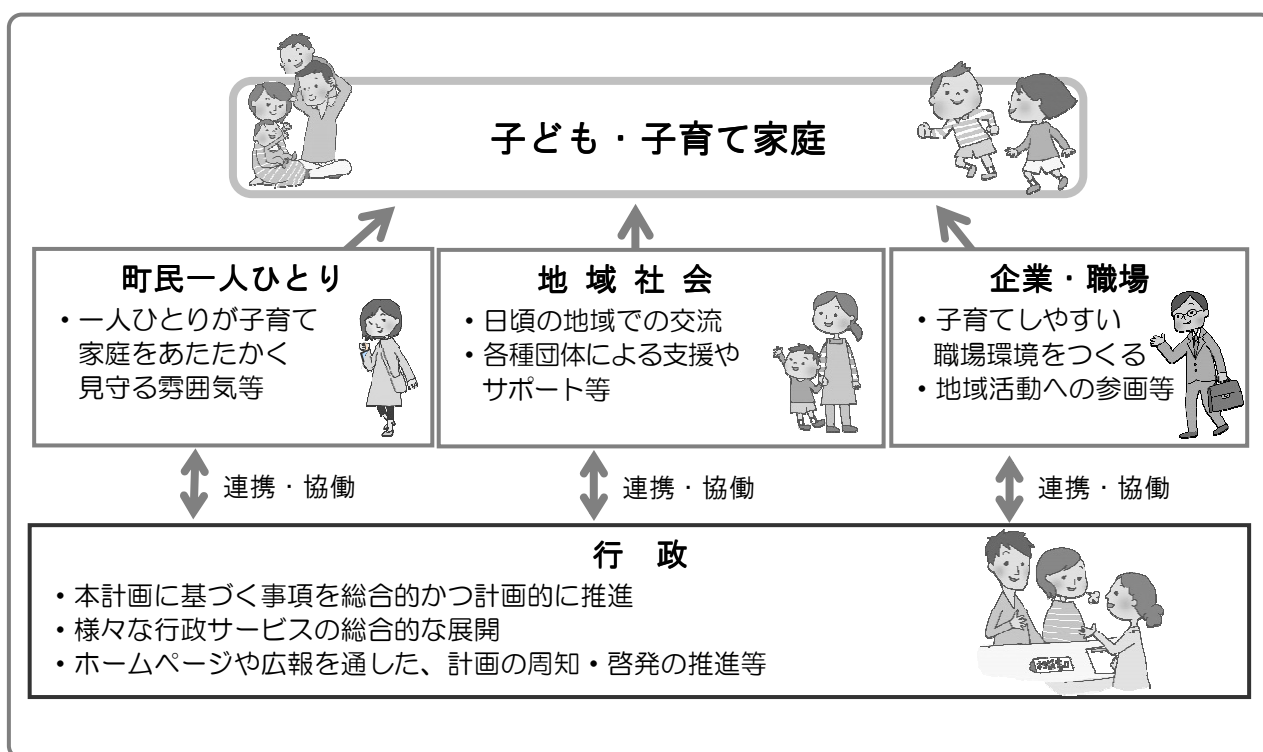 子ども・子育て家庭
町民一人ひとり
・一人ひとりが子育て
家庭をあたたかく
見守る雰囲気等
地域社会
・日頃の地域での交流
・各種団体による支援や
サポート等
企業・職場
・子育てしやすい
職場環境をつくる
・地域活動への参画等
連携・協働
連携・協働
連携・協働
行　政
・本計画に基づく事項を総合的かつ計画的に推進
・様々な行政サービスの総合的な展開
・ホームページや広報を通した、計画の周知・啓発の推進等